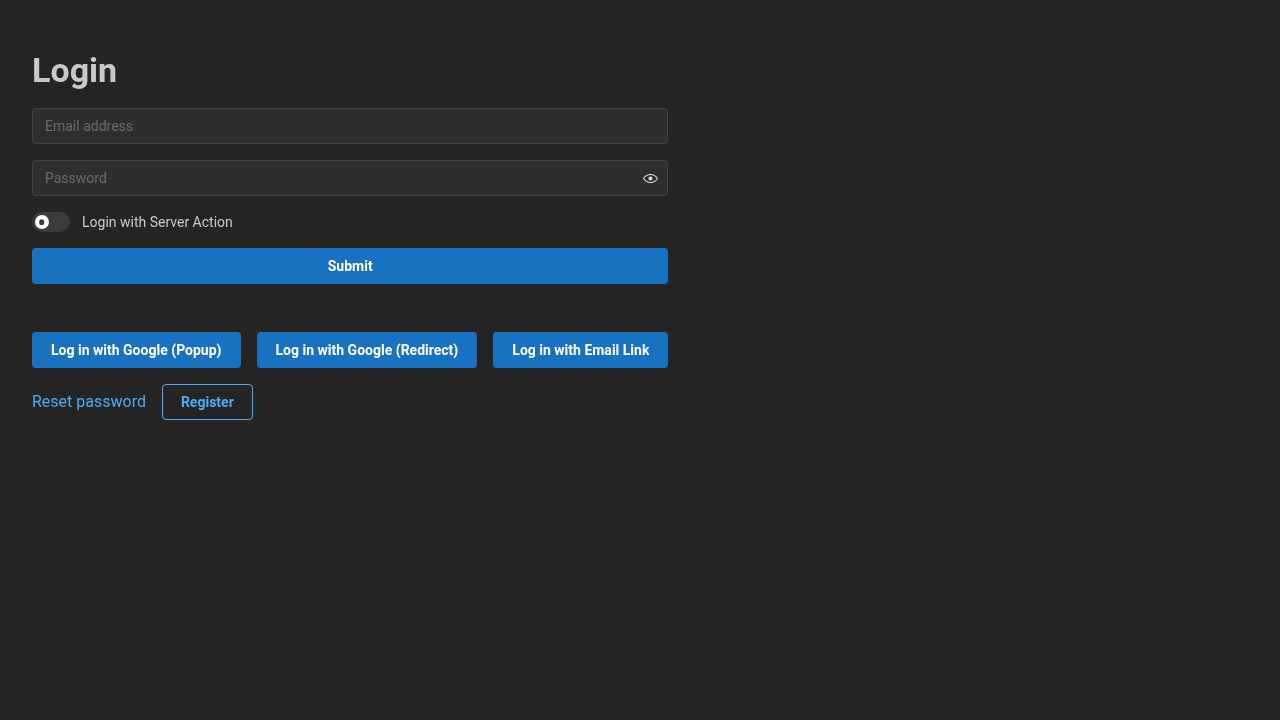 Login
Email address
Password
Login with Server Action
Submit
Log in with Google (Popup) Log in with Google (Redirect) Log in with Email Link
Reset password Register